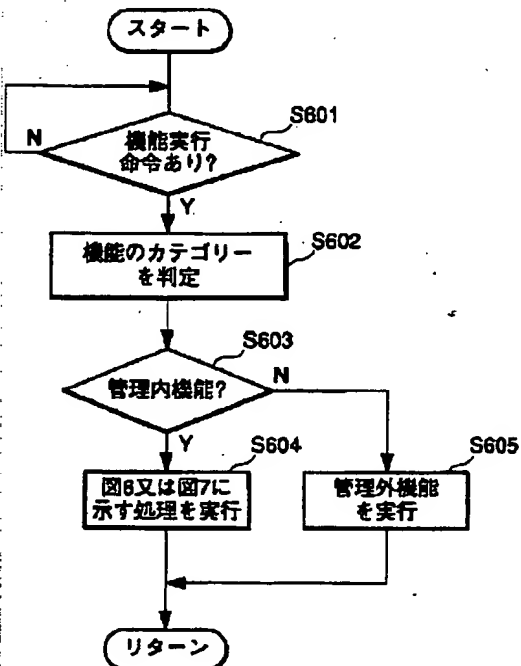 スタート
S601
N
機能実行
命令あり?
Y
S602
機能のカテゴリー
を判定
S603
管理内機能?
N
Y
S604
図6又は図7に
示す処理を実行
S605
管理外機能
を実行
リターン